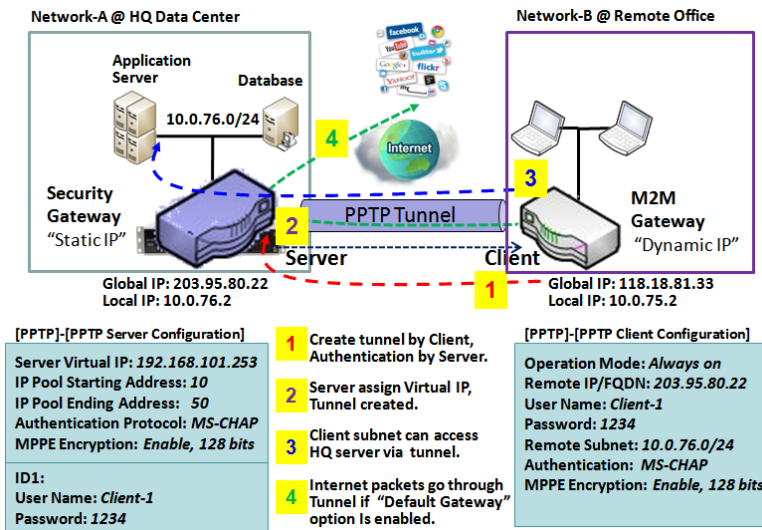 Network-A @ HQ Data Center
Network-B @ Remote Office
Application
Server
Database
10.0.76.0/24
facebook
YouTube
twitter
Google+
flickr
YAHOO!
my
Internet
4
3
Security
Gateway
"Static IP"
PPTP Tunnel
M2M
Gateway
"Dynamic IP"
2
Server
Client
1
Global IP: 203.95.80.22
Local IP: 10.0.76.2
Global IP: 118.18.81.33
Local IP: 10.0.75.2
[PPTP]-[PPTP Server Configuration]
Server Virtual IP: 192.168.101.253
IP Pool Starting Address: 10
IP Pool Ending Address: 50
Authentication Protocol: MS-CHAP
MPPE Encryption: Enable, 128 bits
ID1:
User Name: Client-1
Password: 1234
1 Create tunnel by Client,
Authentication by Server.
2 Server assign Virtual IP,
Tunnel created.
3 Client subnet can access
HQ server via tunnel.
4 Internet packets go through
Tunnel if "Default Gateway"
option Is enabled.
[PPTP]-[PPTP Client Configuration]
Operation Mode: Always on
Remote IP/FQDN: 203.95.80.22
User Name: Client-1
Password: 1234
Remote Subnet: 10.0.76.0/24
Authentication: MS-CHAP
MPPE Encryption: Enable, 128 bits